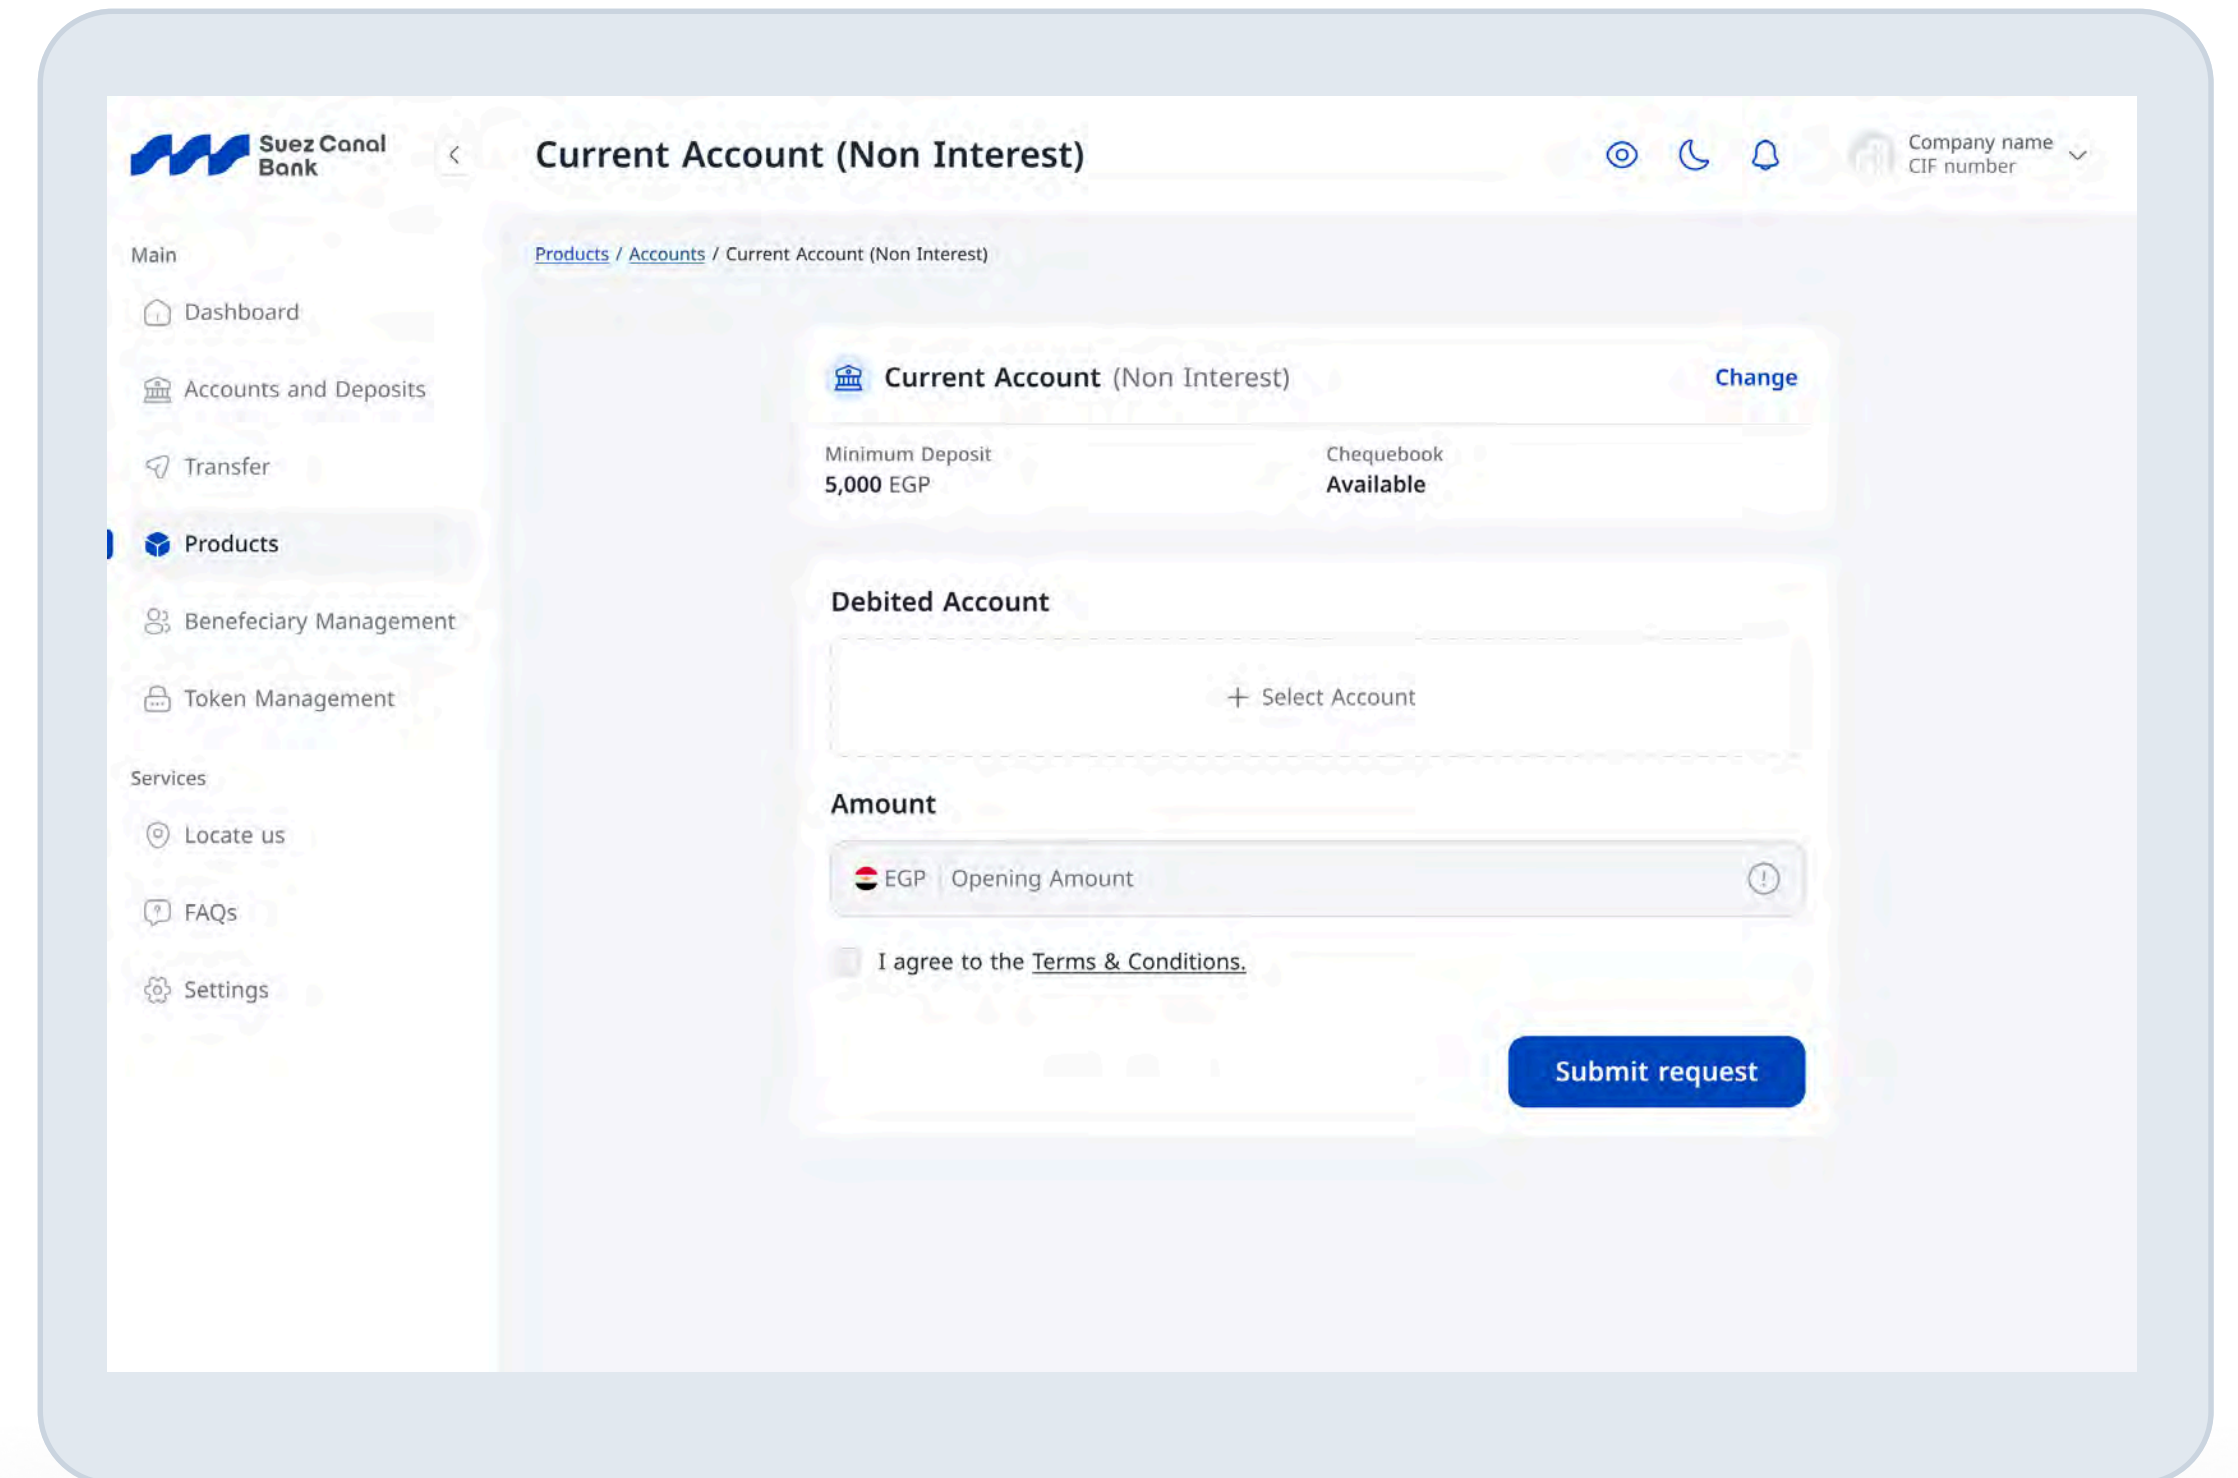 Suez Canal
Bank
Current Account (Non Interest)
Company name
CIF number
Main
Dashboard
Accounts and Deposits
Transfer
Products
Benefeciary Management
Token Management
Services
Locate us
FAQs
Settings
Products / Accounts / Current Account (Non Interest)
Current Account (Non Interest)
Change
Minimum Deposit
5,000 EGP
Chequebook
Available
Debited Account
+ Select Account
Amount
EGP | Opening Amount
I agree to the Terms & Conditions.
Submit request